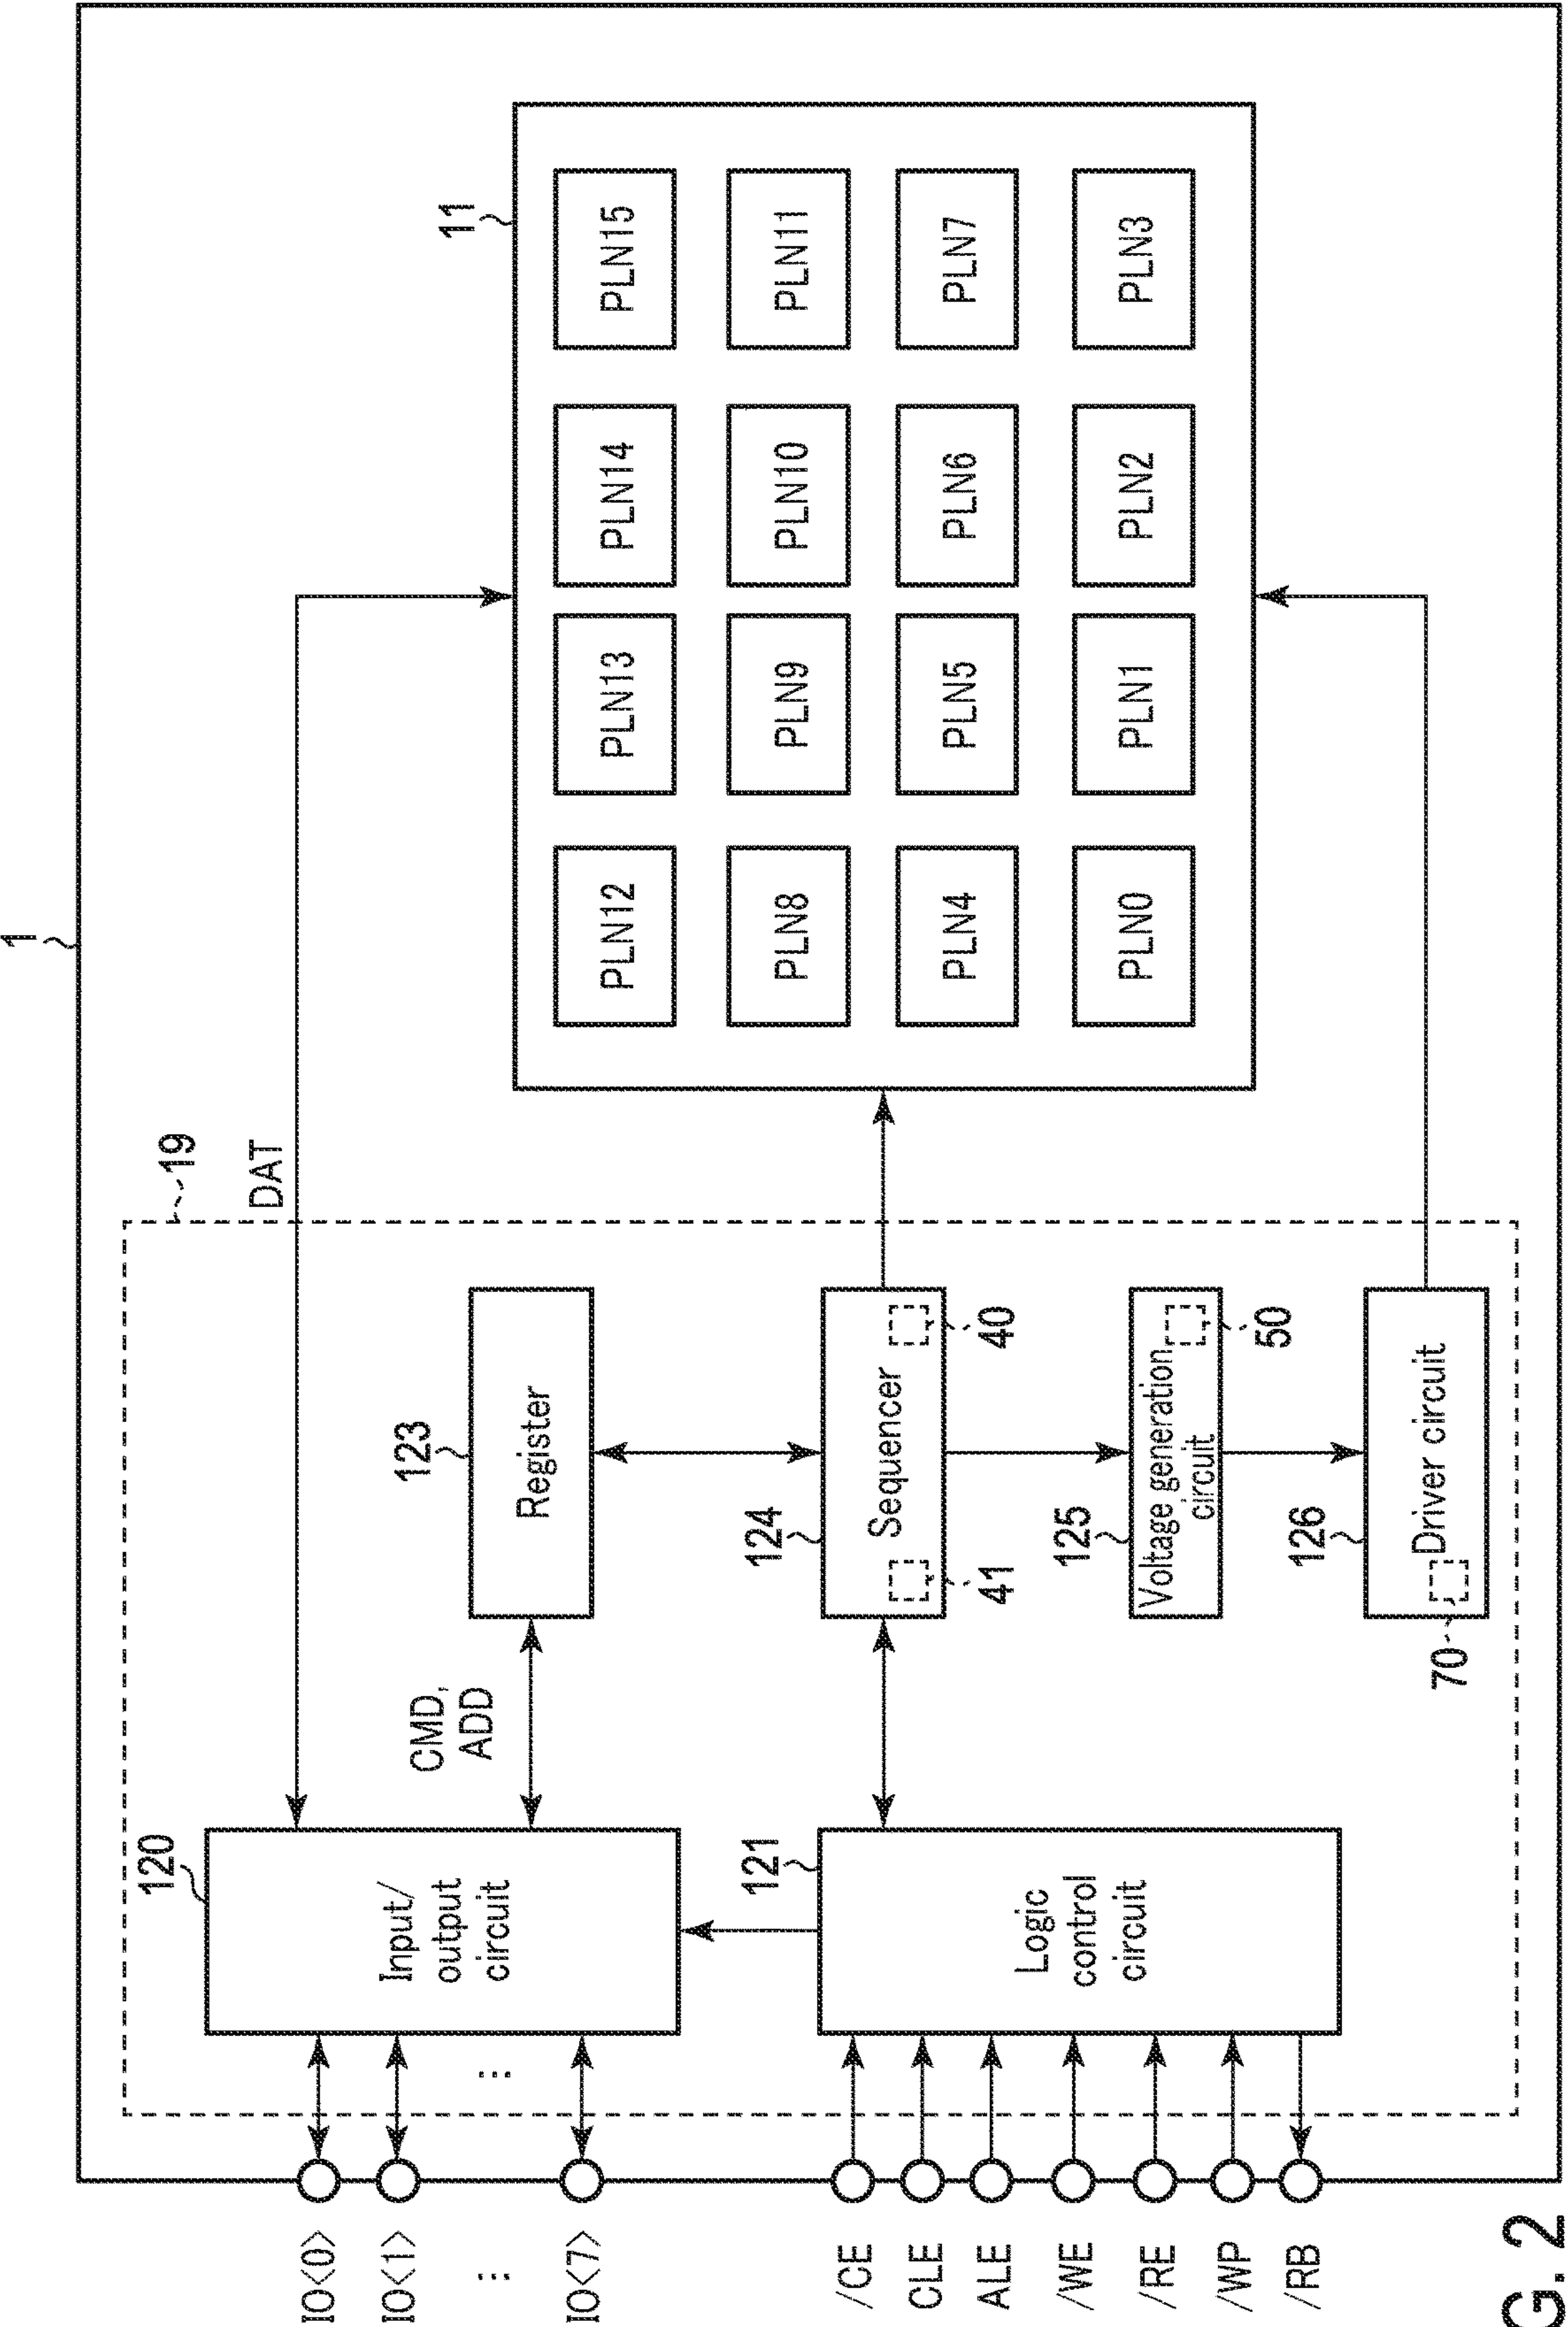 1
19
DAT
11
120
Input/
output
circuit
CMD,
ADD
123
Register
121
Logic
control
circuit
124
Sequencer
41
40
125
Voltage generation
circuit
50
126
Driver circuit
70
PLN12
PLN13
PLN14
PLN15
PLN8
PLN9
PLN10
PLN11
PLN4
PLN5
PLN6
PLN7
PLN0
PLN1
PLN2
PLN3
IO<0>
IO<1>
IO<7>
/CE
CLE
ALE
/WE
/RE
/WP
/RB
G. 2